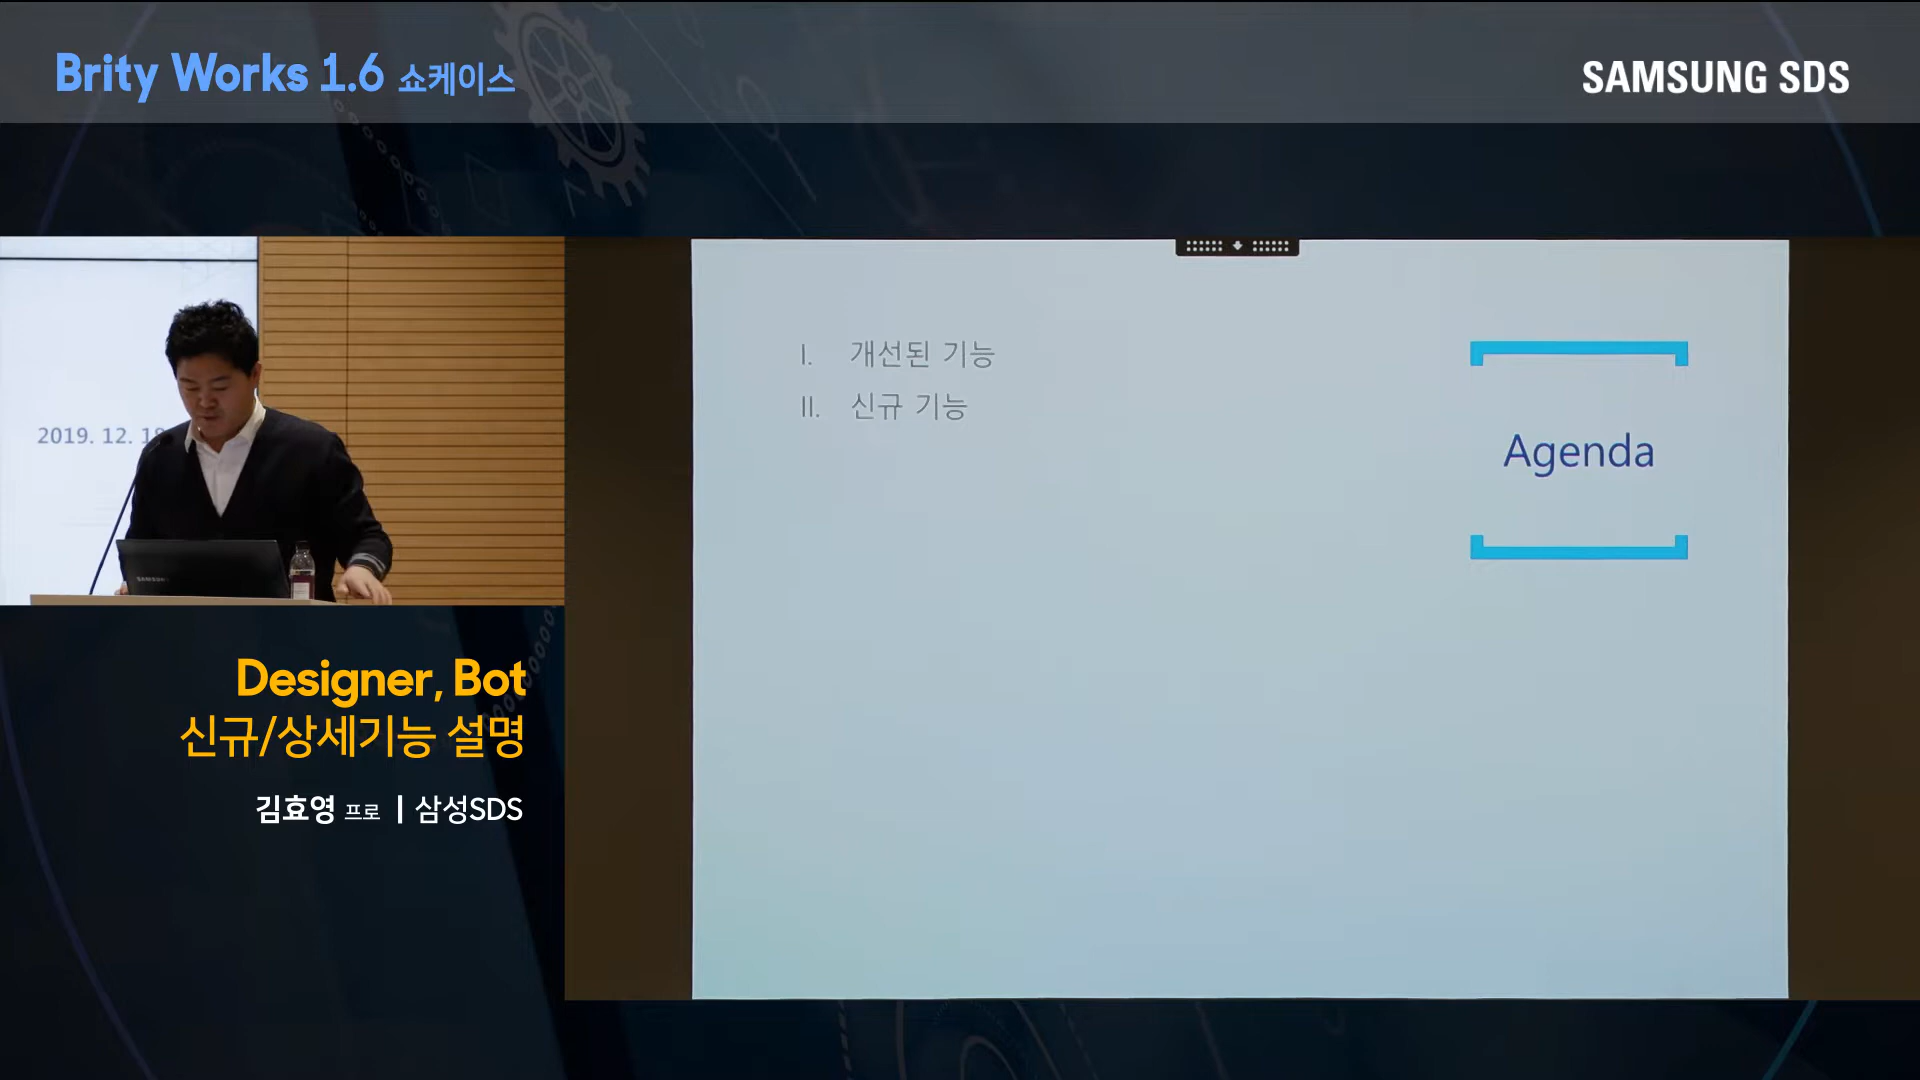 Brity Works 1.6 쇼케이스
SAMSUNG SDS
2019. 12. 18
I. 개선된 기능
II. 신규 기능
Agenda
SAMSUNG
Designer, Bot
신규/상세기능 설명
김효영 프로 | 삼성SDS